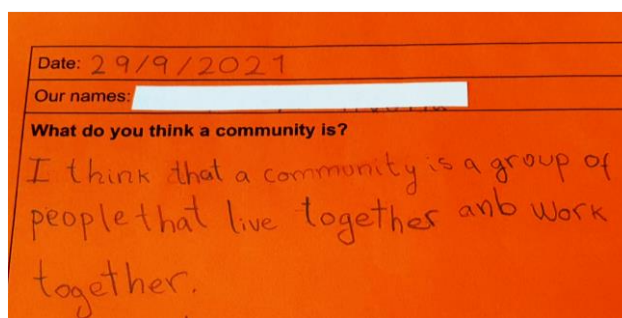 Date: 29/9/2021
Our names:
What do you think a community is?
I think that a community is a group of
people that live together anb work
together.